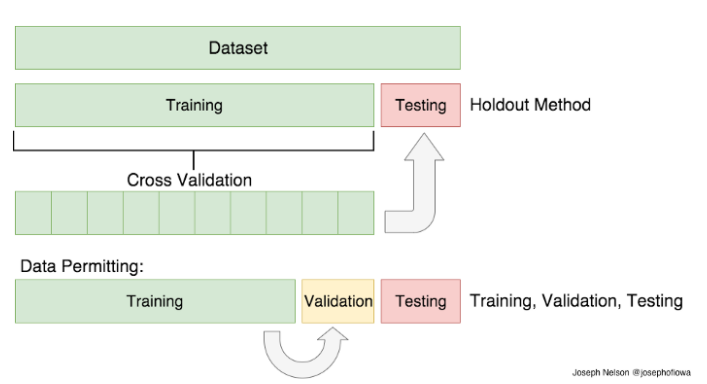 Dataset
Training
Testing
Holdout Method
Cross Validation
Data Permitting:
Training
Validation
Testing
Training, Validation, Testing
Joseph Nelson @josephofiowa